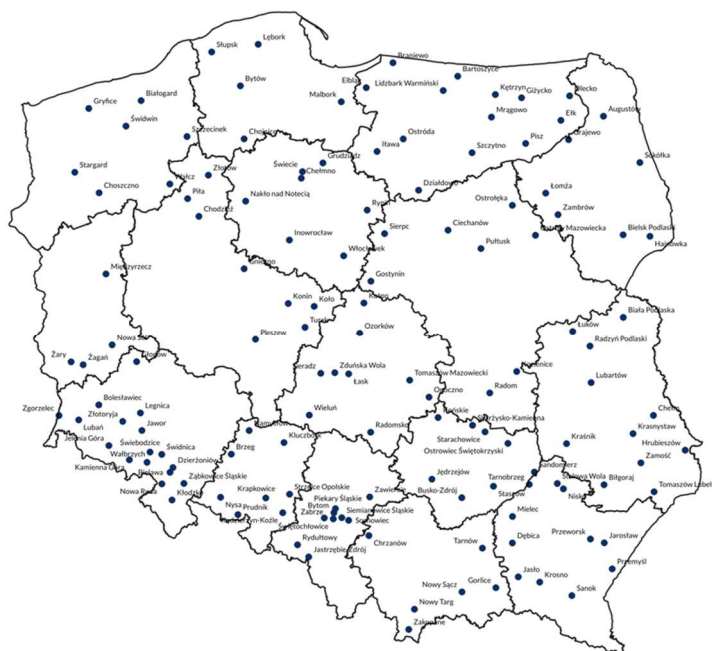 Lębork
Słupsk
Braniewo
Bartoszyce
Elbląg
Lidzbark Warmiński
Bytów
Kętrzyn
Giżycko
Olecko
Białogard
Malbork
Gryfice
Mrągowo
Augustów
Świdwin
Ełk
Szczecinek
Chojnice
Ostróda
Pisz
Grajewo
Iława
Szczytno
Grudziądz
Sokółka
Stargard
Złotów
Świecie
Chełmno
Wałcz
Choszczno
Piła
Działdowo
Łomża
Nakło nad Notecią
Ostrołęka
Chodzież
Rypin
Zambrów
Sierpc
Ciechanów
Bielsk Podlaski
Ostrów Mazowiecka
Hajnówka
Inowrocław
Pułtusk
Włocławek
Gniezno
Międzyrzecz
Gostynin
Konin
Koło
Kutno
Biała Podlaska
Turek
Łuków
Ozorków
Nowa Sól
Pleszew
Radzyń Podlaski
Żary
Żagań
Głogów
Sieradz
Zduńska Wola
Łask
Tomaszów Mazowiecki
Kozienice
Lubartów
Radom
Opoczno
Bolesławiec
Zgorzelec
Legnica
Złotoryja
Wieluń
Końskie
Skarżysko-Kamienna
Chełm
Lubań
Jawor
Namysłów
Radomsko
Krasnystaw
Jelenia Góra
Świebodzice
Świdnica
Kluczbork
Starachowice
Kraśnik
Hrubieszów
Wałbrzych
Dzierżoniów
Brzeg
Ostrowiec Świętokrzyski
Zamość
Kamienna Góra
Bielawa
Ząbkowice Śląskie
Jędrzejów
Tarnobrzeg
Sandomierz
Stalowa Wola
Biłgoraj
Nowa Ruda
Kłodzko
Krapkowice
Strzelce Opolskie
Zawiercie
Busko-Zdrój
Staszów
Nisko
Tomaszów Lubelski
Nysa
Prudnik
Piekary Śląskie
Bytom
Siemianowice Śląskie
Zabrze
Kędzierzyn-Koźle
Sosnowiec
Świętochłowice
Mielec
Rydułtowy
Chrzanów
Dębica
Przeworsk
Jarosław
Jastrzębie-Zdrój
Tarnów
Przemyśl
Jasło
Krosno
Nowy Sącz
Gorlice
Sanok
Nowy Targ
Zakopane